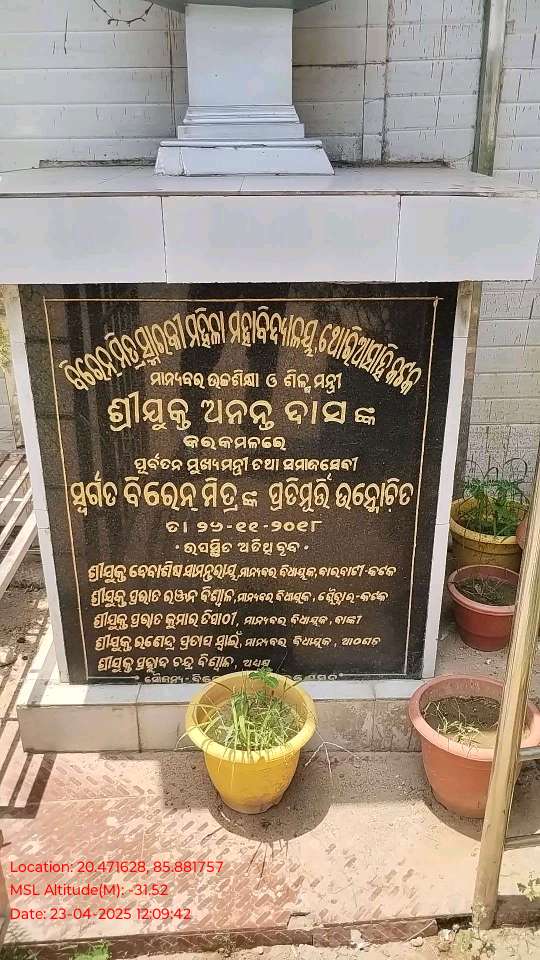 ବିରେନ ମିତ୍ର ସ୍ମାରକୀ ମହିଳା ମହାବିଦ୍ୟାଳୟ, ଥୋରିଆସାହି, କଟକ
ମାନ୍ୟବର ଉଚ୍ଚଶିକ୍ଷା ଓ ଶିଳ୍ପ ମନ୍ତ୍ରୀ
ଶ୍ରୀଯୁକ୍ତ ଅନନ୍ତ ଦାସ ଙ୍କ
କରକମଳରେ
ପୂର୍ବତନ ମୁଖ୍ୟମନ୍ତ୍ରୀ ତଥା ସମାଜସେବୀ
ସ୍ୱର୍ଗତ ବିରେନ୍ ମିତ୍ରଙ୍କ ପ୍ରତିମୂର୍ତ୍ତି ଉନ୍ମୋଚିତ
ତା ୨୬-୧୧-୨୦୧୮
• ଉପସ୍ଥିତ ଅତିଥି ବୃନ୍ଦ •
ଶ୍ରୀଯୁକ୍ତ ଦେବାଶିଷ ସାମନ୍ତରାୟ, ମାନ୍ୟବର ବିଧାୟକ, ବାରବାଟୀ-କଟକ
ଶ୍ରୀଯୁକ୍ତ ପ୍ରଭାତ ରଞ୍ଜନ ବିଶ୍ୱାଳ, ମାନ୍ୟବର ବିଧାୟକ, ଚୌଦ୍ୱାର-କଟକ
ଶ୍ରୀଯୁକ୍ତ ପ୍ରଭାତ କୁମାର ତ୍ରିପାଠୀ, ମାନ୍ୟବର ବିଧାୟକ, ବାଙ୍କୀ
ଶ୍ରୀଯୁକ୍ତ ରଣେନ୍ଦ୍ର ପ୍ରତାପ ସ୍ୱାଇଁ, ମାନ୍ୟବର ବିଧାୟକ, ଆଠଗଡ
ଶ୍ରୀଯୁକ୍ତ ପ୍ରହ୍ଲାଦ ଚନ୍ଦ୍ର ବିଶ୍ୱାଳ, ଅଧ୍ୟକ୍ଷ
ସୌଜନ୍ୟ-
Location: 20.471628, 85.881757
MSL Altitude(M): -31.52
Date: 23-04-2025 12:09:42